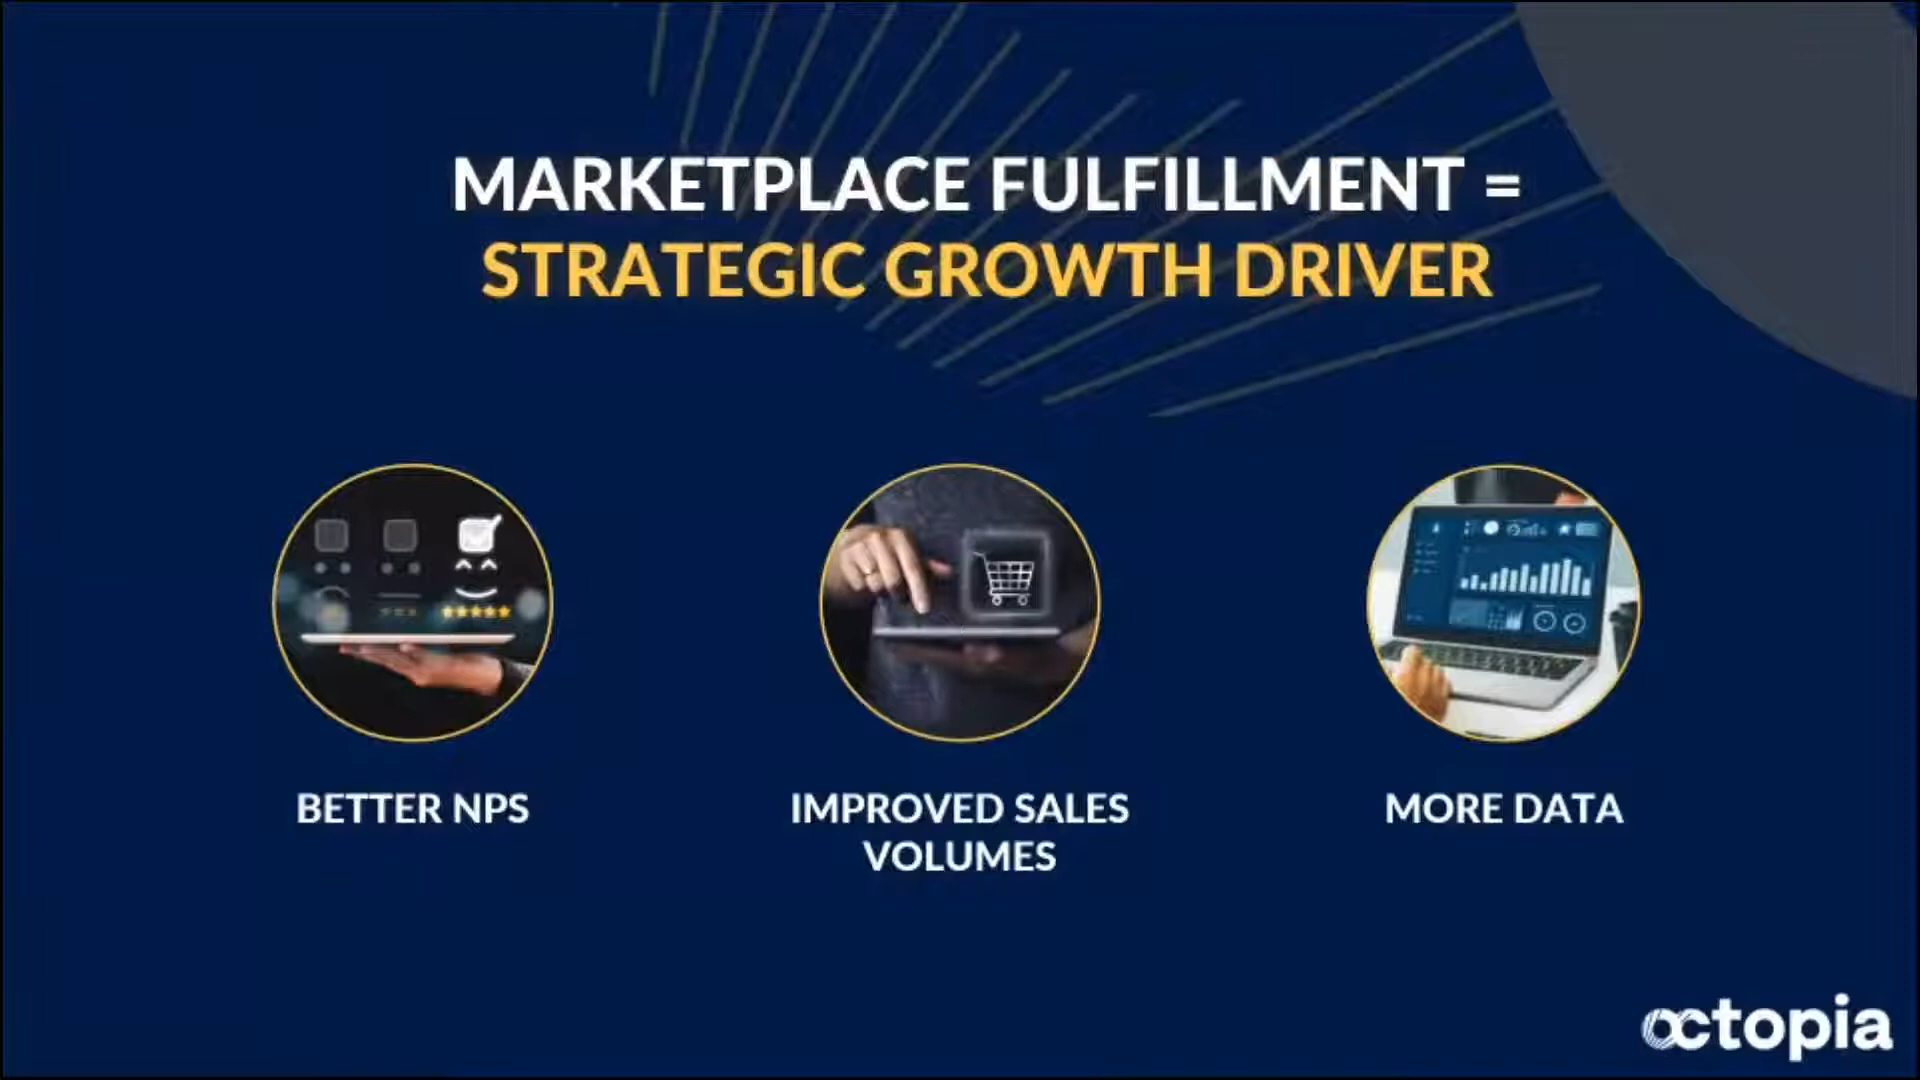 MARKETPLACE FULFILLMENT =
STRATEGIC GROWTH DRIVER
BETTER NPS
IMPROVED SALES
VOLUMES
MORE DATA
octopia